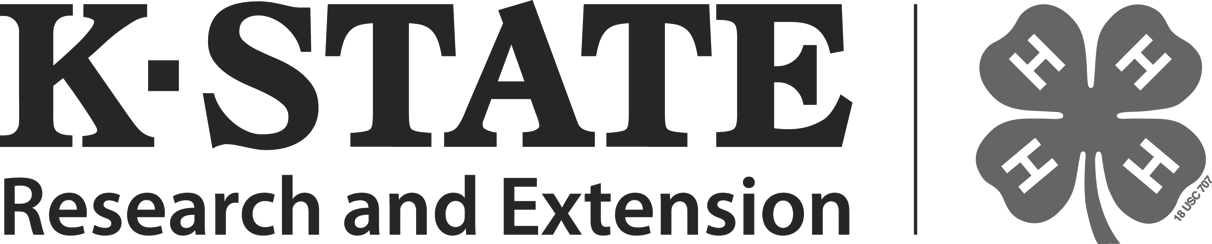 K·STATE
Research and Extension
H H
H H
18 USC 707